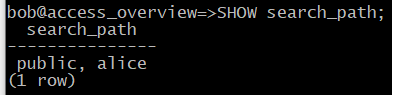 bob@access_overview=>SHOW search_path;
  search_path
---------------
 public, alice
(1 row)